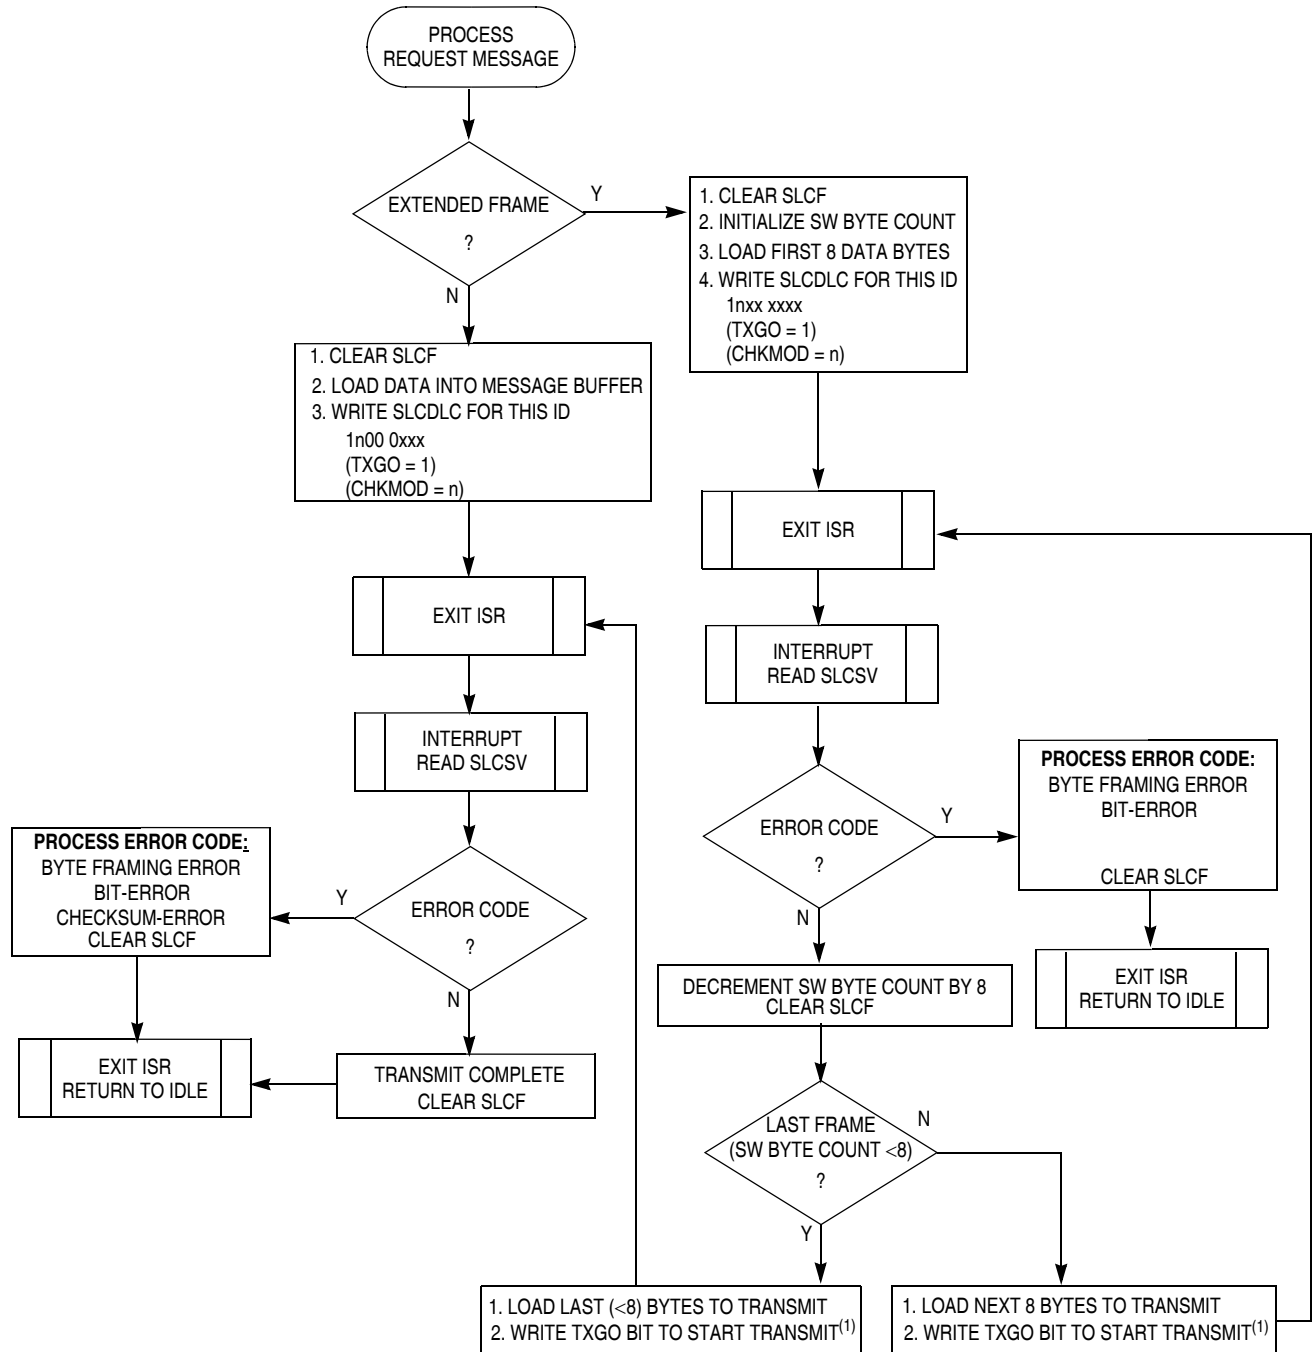 PROCESS
REQUEST MESSAGE
EXTENDED FRAME
?
Y
N
1. CLEAR SLCF
2. INITIALIZE SW BYTE COUNT
3. LOAD FIRST 8 DATA BYTES
4. WRITE SLCDLC FOR THIS ID
1nxx xxxx
(TXGO = 1)
(CHKMOD = n)
1. CLEAR SLCF
2. LOAD DATA INTO MESSAGE BUFFER
3. WRITE SLCDLC FOR THIS ID
1n00 0xxx
(TXGO = 1)
(CHKMOD = n)
EXIT ISR
INTERRUPT
READ SLCSV
ERROR CODE
?
Y
N
PROCESS ERROR CODE:
BYTE FRAMING ERROR
BIT-ERROR
CHECKSUM-ERROR
CLEAR SLCF
EXIT ISR
RETURN TO IDLE
TRANSMIT COMPLETE
CLEAR SLCF
EXIT ISR
INTERRUPT
READ SLCSV
ERROR CODE
?
Y
N
PROCESS ERROR CODE:
BYTE FRAMING ERROR
BIT-ERROR
CLEAR SLCF
EXIT ISR
RETURN TO IDLE
DECREMENT SW BYTE COUNT BY 8
CLEAR SLCF
LAST FRAME
(SW BYTE COUNT <8)
?
N
Y
1. LOAD LAST (<8) BYTES TO TRANSMIT
2. WRITE TXGO BIT TO START TRANSMIT(1)
1. LOAD NEXT 8 BYTES TO TRANSMIT
2. WRITE TXGO BIT TO START TRANSMIT(1)